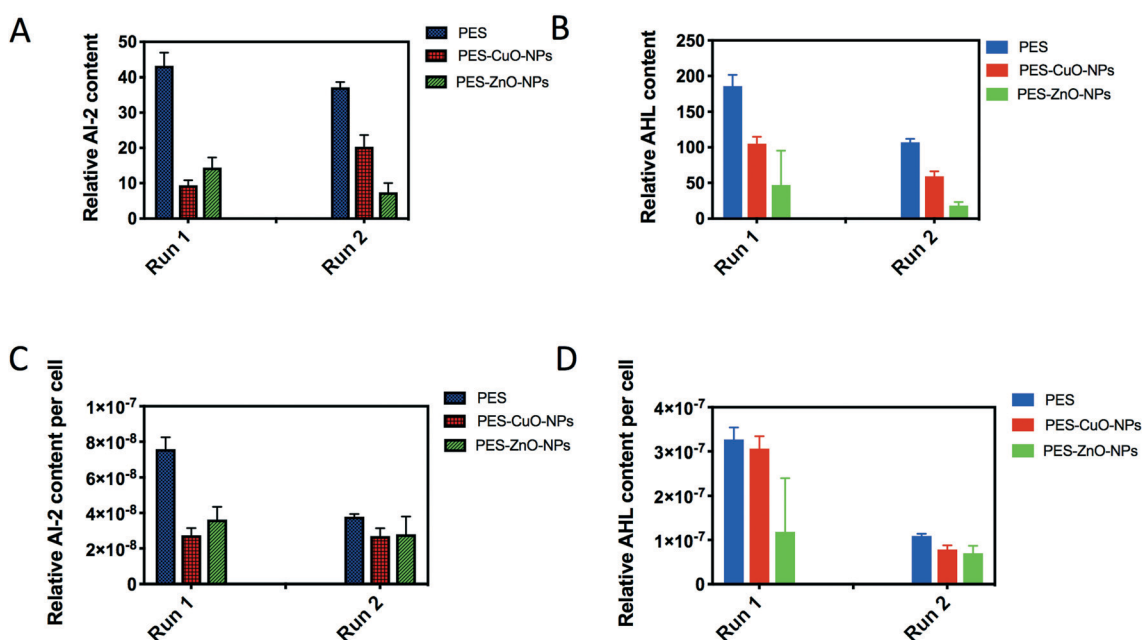 A
Relative AI-2 content
50
40
30
20
10
0
Run 1
Run 2
PES
PES-CuO-NPs
PES-ZnO-NPs
B
Relative AHL content
250
200
150
100
50
0
Run 1
Run 2
PES
PES-CuO-NPs
PES-ZnO-NPs
C
Relative AI-2 content per cell
1×10⁻⁷
8×10⁻⁸
6×10⁻⁸
4×10⁻⁸
2×10⁻⁸
0
Run 1
Run 2
PES
PES-CuO-NPs
PES-ZnO-NPs
D
Relative AHL content per cell
4×10⁻⁷
3×10⁻⁷
2×10⁻⁷
1×10⁻⁷
0
Run 1
Run 2
PES
PES-CuO-NPs
PES-ZnO-NPs